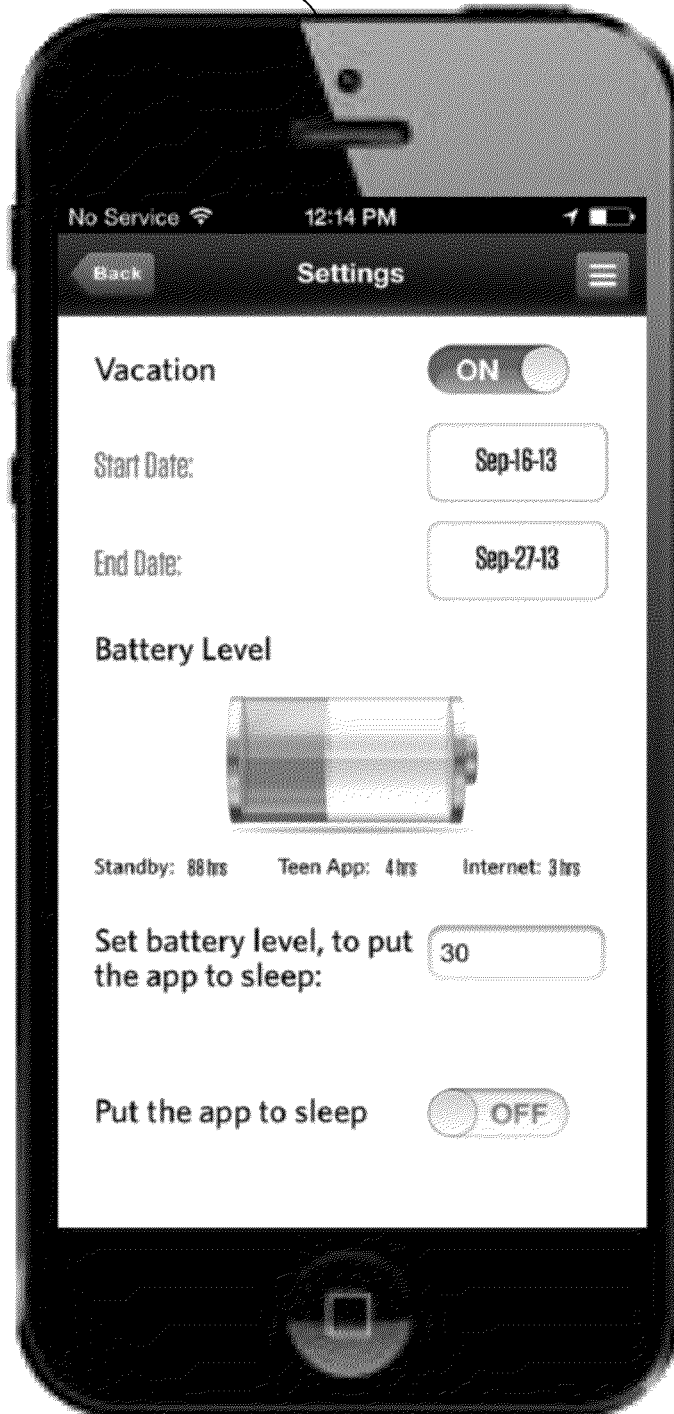 No Service 12:14 PM
Back Settings
Vacation ON
Start Date: Sep-16-13
End Date: Sep-27-13
Battery Level
Standby: 88 hrs Teen App: 4 hrs Internet: 3 hrs
Set battery level, to put
the app to sleep: 30
Put the app to sleep OFF